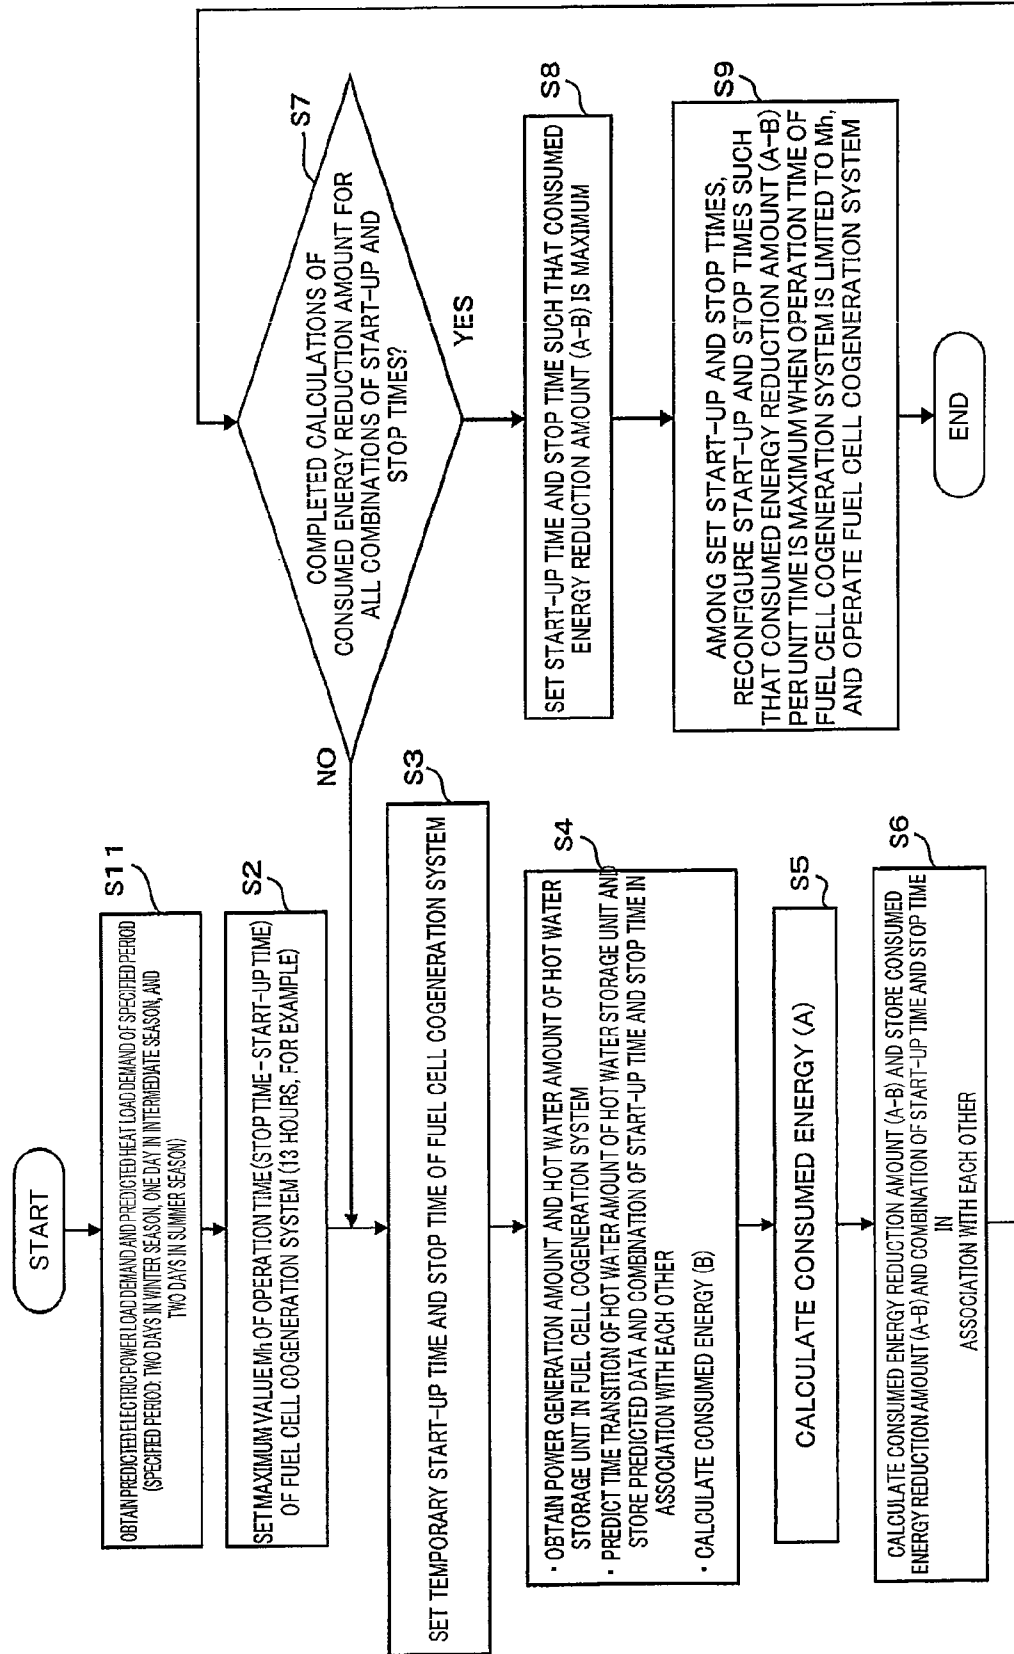 START
S11
OBTAIN PREDICTED ELECTRIC POWER LOAD DEMAND AND PREDICTED HEAT LOAD DEMAND OF SPECIFIED PERIOD
(SPECIFIED PERIOD: TWO DAYS IN WINTER SEASON, ONE DAY IN INTERMEDIATE SEASON, AND
TWO DAYS IN SUMMER SEASON)
S2
SET MAXIMUM VALUE Mh OF OPERATION TIME (STOP TIME-START-UP TIME)
OF FUEL CELL COGENERATION SYSTEM (13 HOURS, FOR EXAMPLE)
S3
SET TEMPORARY START-UP TIME AND STOP TIME OF FUEL CELL COGENERATION SYSTEM
S4
· OBTAIN POWER GENERATION AMOUNT AND HOT WATER AMOUNT OF HOT WATER
STORAGE UNIT IN FUEL CELL COGENERATION SYSTEM
· PREDICT TIME TRANSITION OF HOT WATER AMOUNT OF HOT WATER STORAGE UNIT AND
STORE PREDICTED DATA AND COMBINATION OF START-UP TIME AND STOP TIME IN
ASSOCIATION WITH EACH OTHER
· CALCULATE CONSUMED ENERGY (B)
S5
CALCULATE CONSUMED ENERGY (A)
S6
CALCULATE CONSUMED ENERGY REDUCTION AMOUNT (A-B) AND STORE CONSUMED
ENERGY REDUCTION AMOUNT (A-B) AND COMBINATION OF START-UP TIME AND STOP TIME
IN
ASSOCIATION WITH EACH OTHER
S7
COMPLETED CALCULATIONS OF
CONSUMED ENERGY REDUCTION AMOUNT FOR
ALL COMBINATIONS OF START-UP AND
STOP TIMES?
NO
YES
S8
SET START-UP TIME AND STOP TIME SUCH THAT CONSUMED
ENERGY REDUCTION AMOUNT (A-B) IS MAXIMUM
S9
AMONG SET START-UP AND STOP TIMES,
RECONFIGURE START-UP AND STOP TIMES SUCH
THAT CONSUMED ENERGY REDUCTION AMOUNT (A-B)
PER UNIT TIME IS MAXIMUM WHEN OPERATION TIME OF
FUEL CELL COGENERATION SYSTEM IS LIMITED TO Mh,
AND OPERATE FUEL CELL COGENERATION SYSTEM
END